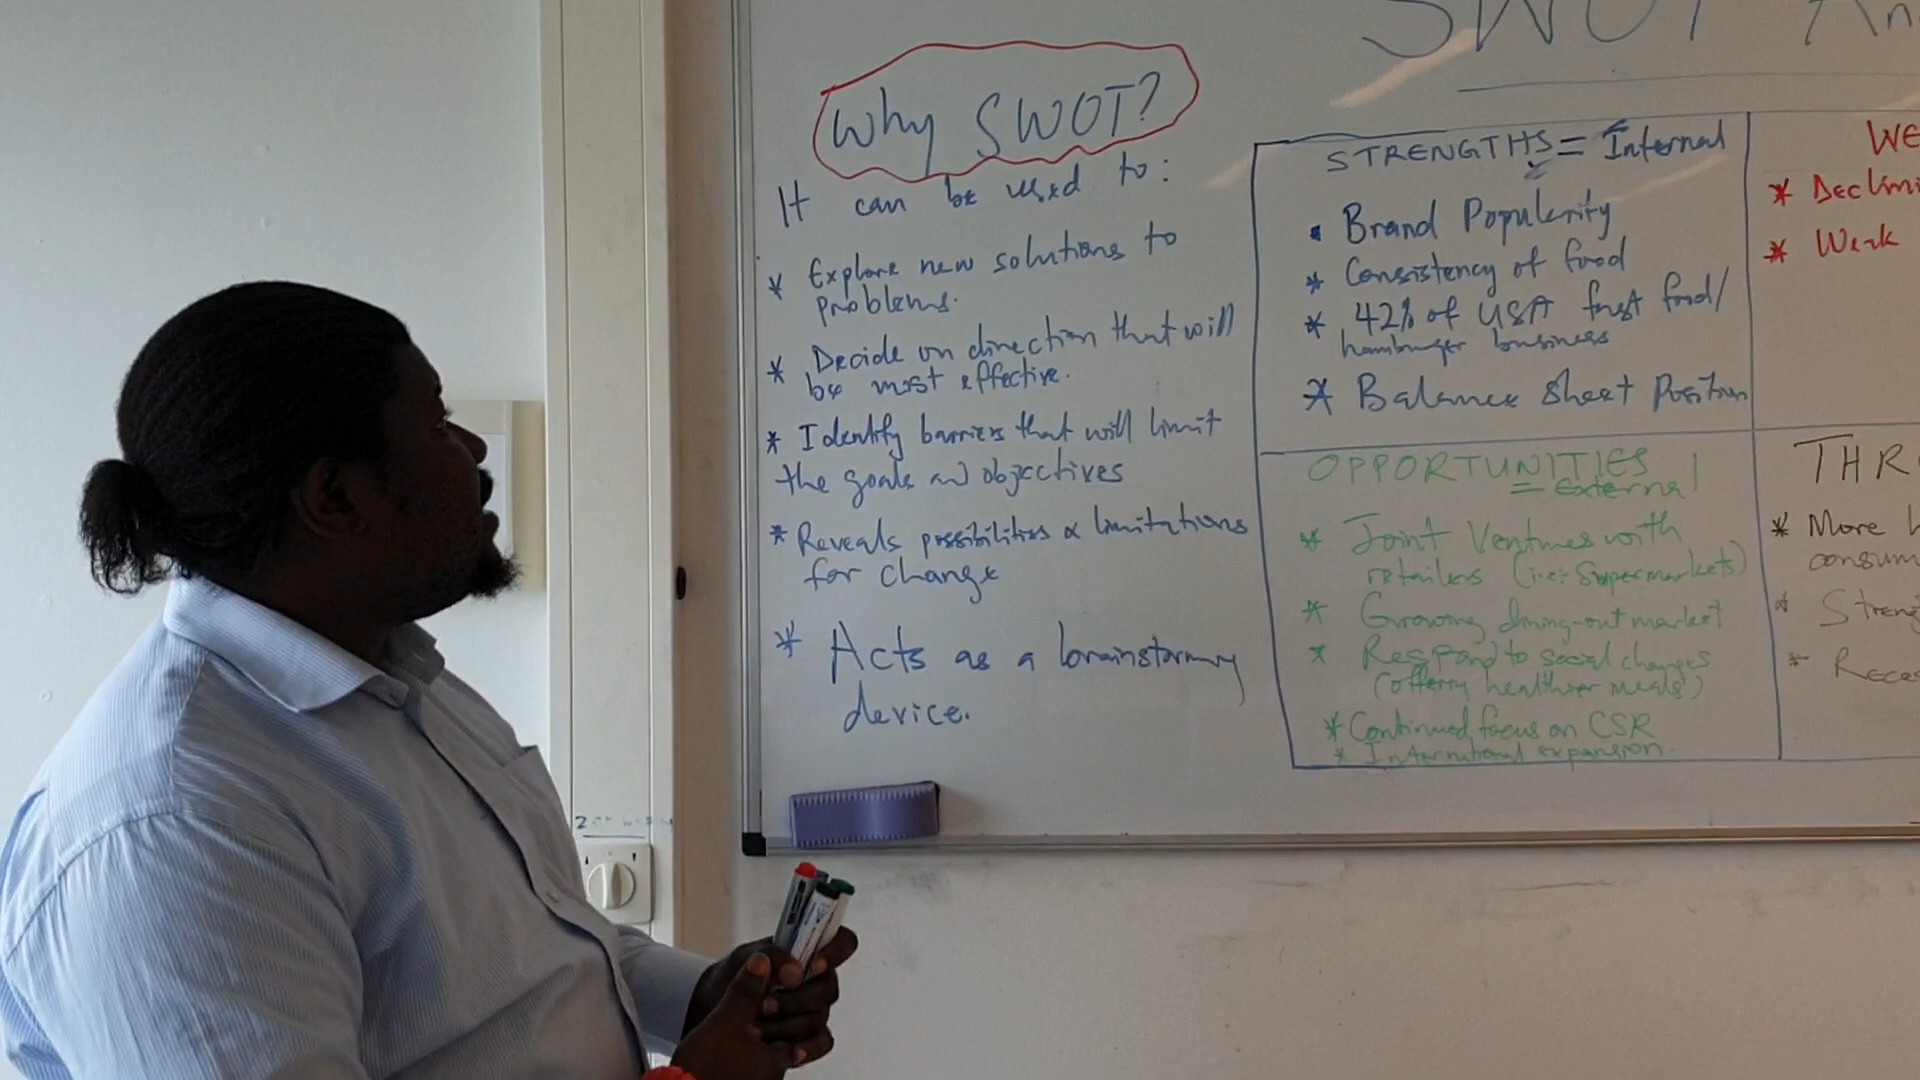 SWOT An
Why SWOT?
It can be used to:
* Explore new solutions to
problems.
* Decide on direction that will
be most effective.
* Identify barriers that will limit
the goals and objectives
* Reveals possibilities & limitations
for change
* Acts as a brainstorming
device.
STRENGTHS = Internal
• Brand Popularity
* Consistency of food
* 42% of USA fast food/
hamburger business
* Balance Sheet Position
WE
* Declini
* Weak
OPPORTUNITIES
= External
* Joint Ventures with
retailers (i.e:- Supermarkets)
* Growing dining-out market
* Respond to social changes
(offering healthier meals)
* Continued focus on CSR
* International expansion.
THR
* More h
consum
* Streng
* Reces